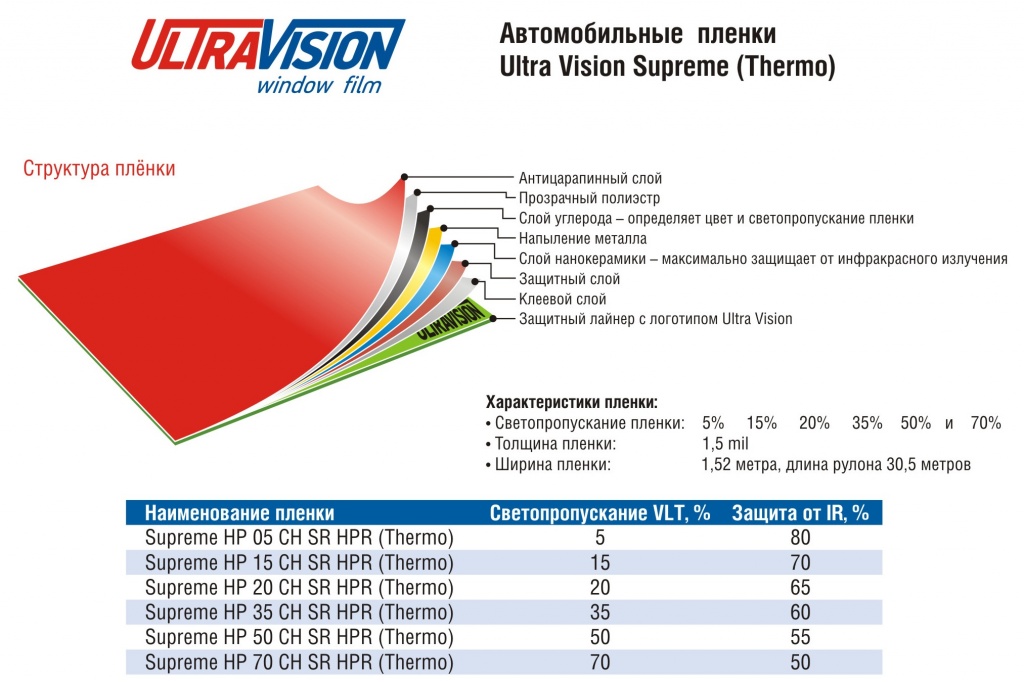 ULTRAVISION
window film
Автомобильные пленки
Ultra Vision Supreme (Thermo)
Структура плёнки
Антицарапинный слой
Прозрачный полиэстр
Слой углерода – определяет цвет и светопропускание пленки
Напыление металла
Слой нанокерамики – максимально защищает от инфракрасного излучения
Защитный слой
Клеевой слой
Защитный лайнер с логотипом Ultra Vision
ULTRAVISION
Характеристики пленки:
• Светопропускание пленки: 5% 15% 20% 35% 50% и 70%
• Толщина пленки: 1,5 mil
• Ширина пленки: 1,52 метра, длина рулона 30,5 метров
Наименование пленки Светопропускание VLT, % Защита от IR, %
Supreme HP 05 CH SR HPR (Thermo) 5 80
Supreme HP 15 CH SR HPR (Thermo) 15 70
Supreme HP 20 CH SR HPR (Thermo) 20 65
Supreme HP 35 CH SR HPR (Thermo) 35 60
Supreme HP 50 CH SR HPR (Thermo) 50 55
Supreme HP 70 CH SR HPR (Thermo) 70 50